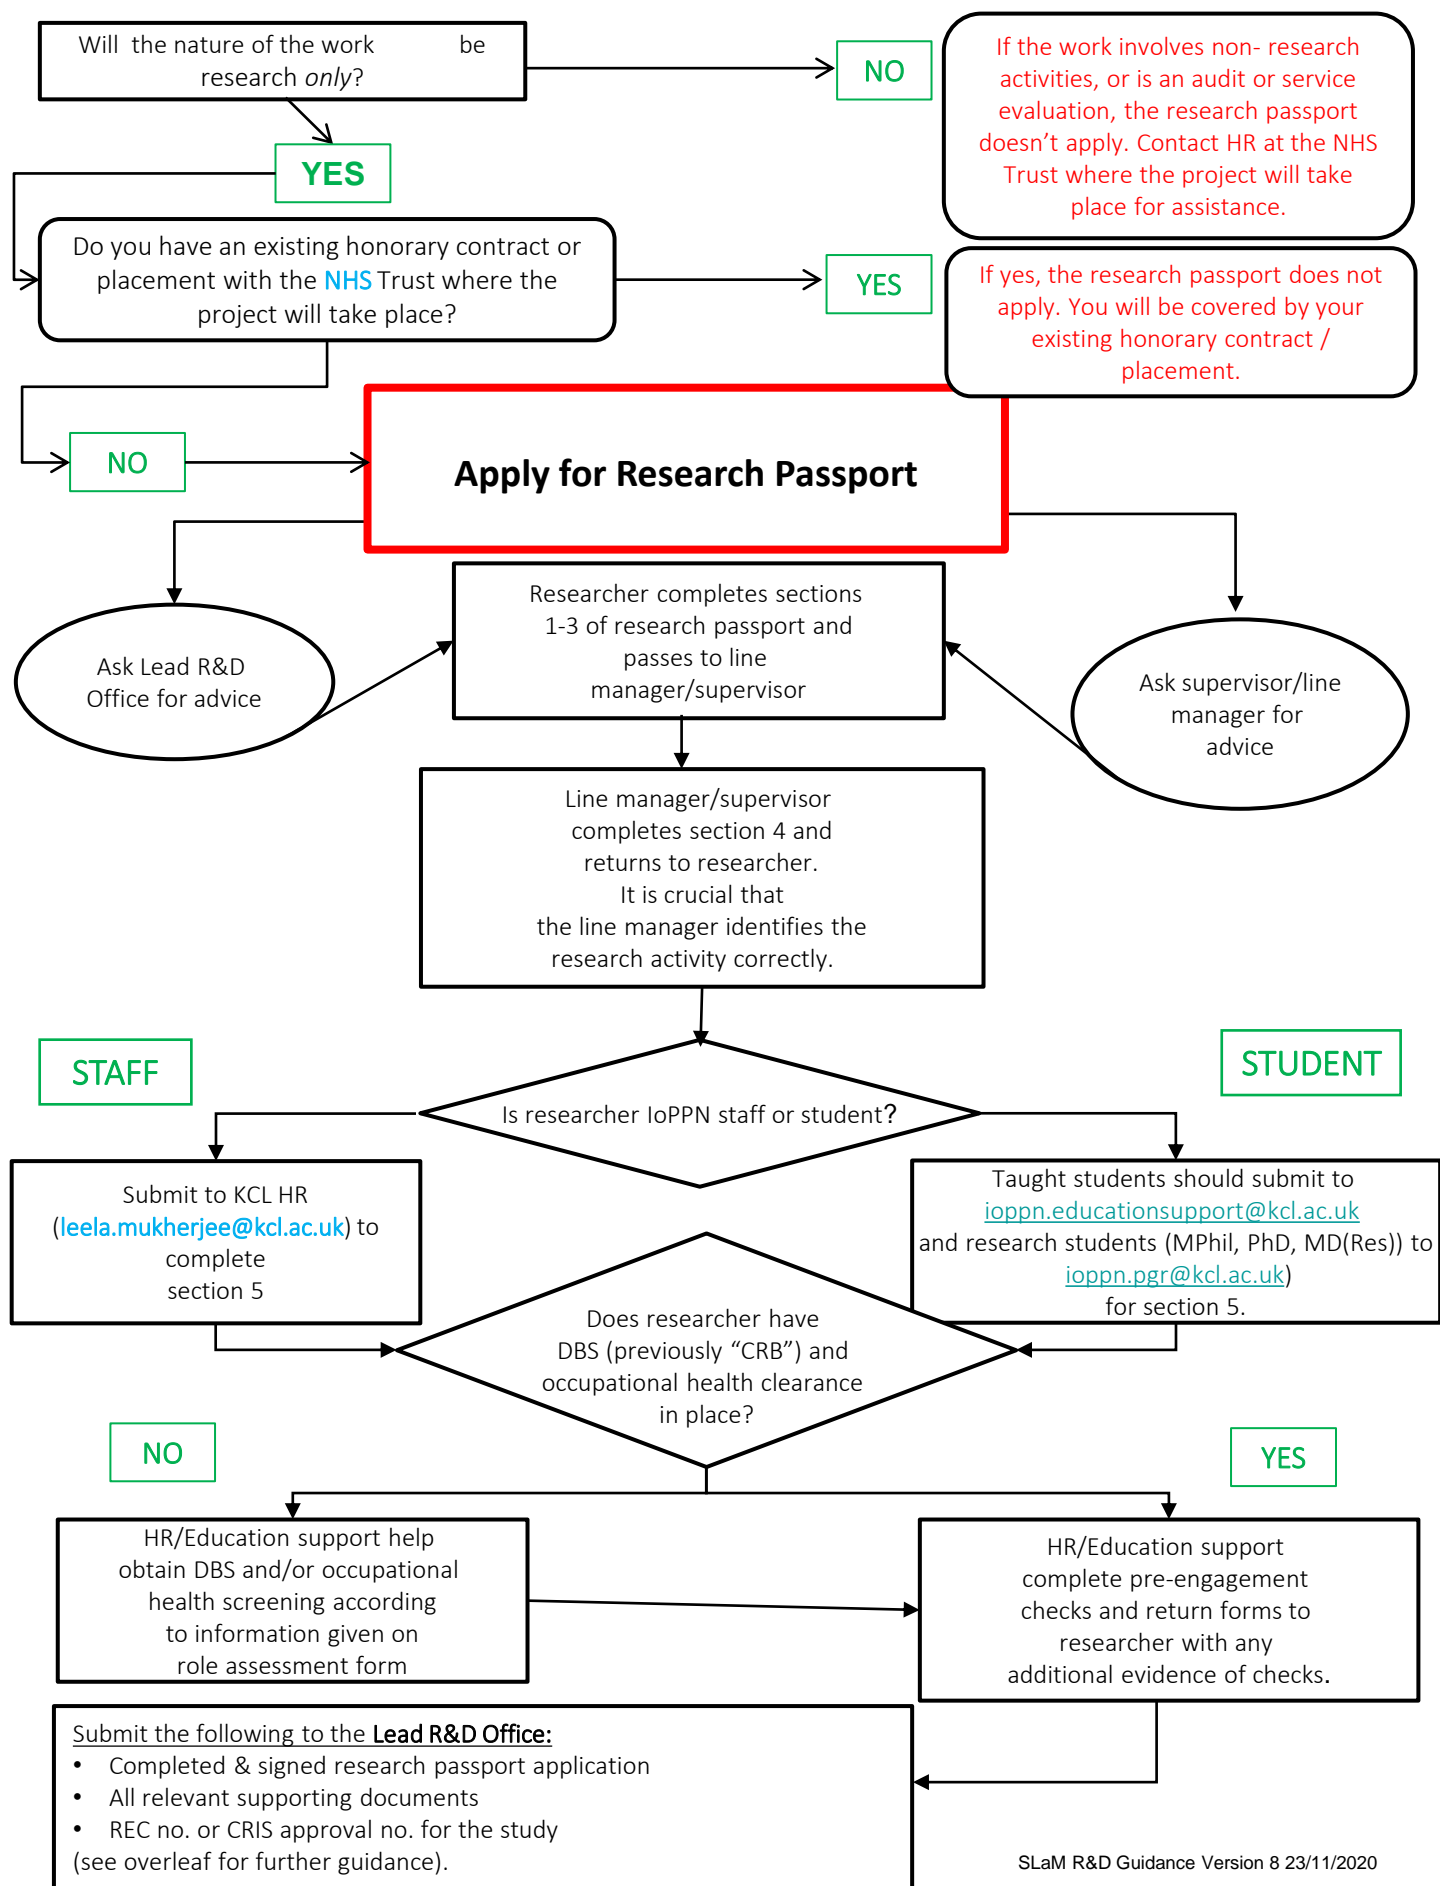 Will the nature of the work be
research only?
NO
If the work involves non- research
activities, or is an audit or service
evaluation, the research passport
doesn’t apply. Contact HR at the NHS
Trust where the project will take
place for assistance.
YES
Do you have an existing honorary contract or
placement with the NHS Trust where the
project will take place?
YES
If yes, the research passport does not
apply. You will be covered by your
existing honorary contract /
placement.
NO
Apply for Research Passport
Ask Lead R&D
Office for advice
Researcher completes sections
1-3 of research passport and
passes to line
manager/supervisor
Ask supervisor/line
manager for
advice
Line manager/supervisor
completes section 4 and
returns to researcher.
It is crucial that
the line manager identifies the
research activity correctly.
STAFF
STUDENT
Is researcher IoPPN staff or student?
Submit to KCL HR
(leela.mukherjee@kcl.ac.uk) to
complete
section 5
Taught students should submit to
ioppn.educationsupport@kcl.ac.uk
and research students (MPhil, PhD, MD(Res)) to
ioppn.pgr@kcl.ac.uk)
for section 5.
Does researcher have
DBS (previously “CRB”) and
occupational health clearance
in place?
NO
YES
HR/Education support help
obtain DBS and/or occupational
health screening according
to information given on
role assessment form
HR/Education support
complete pre-engagement
checks and return forms to
researcher with any
additional evidence of checks.
Submit the following to the Lead R&D Office:
• Completed & signed research passport application
• All relevant supporting documents
• REC no. or CRIS approval no. for the study
(see overleaf for further guidance).
SLaM R&D Guidance Version 8 23/11/2020